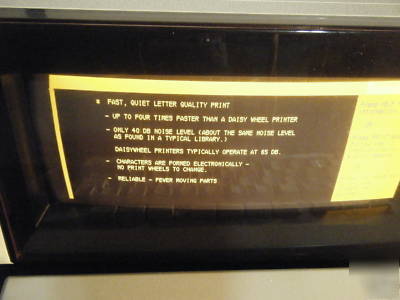 * FAST, QUIET LETTER QUALITY PRINT
- UP TO FOUR TIMES FASTER THAN A DAISY WHEEL PRINTER
- ONLY 40 DB NOISE LEVEL (ABOUT THE SAME NOISE LEVEL
AS FOUND IN A TYPICAL LIBRARY.)
DAISYWHEEL PRINTERS TYPICALLY OPERATE AT 65 DB.
- CHARACTERS ARE FORMED ELECTRONICALLY -
NO PRINT WHEELS TO CHANGE.
- RELIABLE - FEWER MOVING PARTS